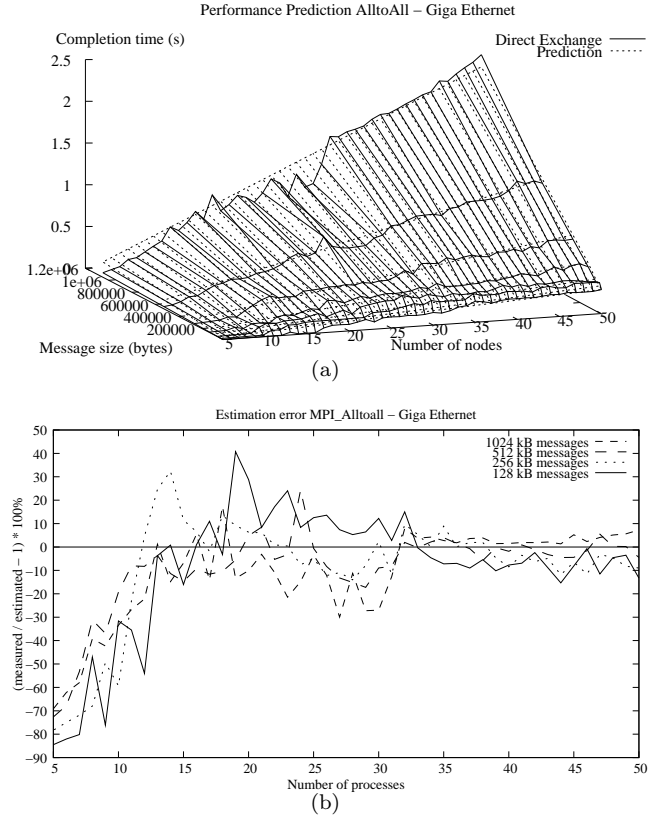 Performance Prediction AlltoAll – Giga Ethernet
Completion time (s)
Direct Exchange
Prediction
2.5
2
1.5
1
0.5
0
1.2e+06
1e+06
800000
600000
400000
200000
Message size (bytes)
5 10 15 20 25 30 35 40 45 50
Number of nodes
(a)
Estimation error MPI_Alltoall – Giga Ethernet
1024 kB messages
512 kB messages
256 kB messages
128 kB messages
(measured / estimated – 1) * 100%
50
40
30
20
10
0
–10
–20
–30
–40
–50
–60
–70
–80
–90
5 10 15 20 25 30 35 40 45 50
Number of processes
(b)